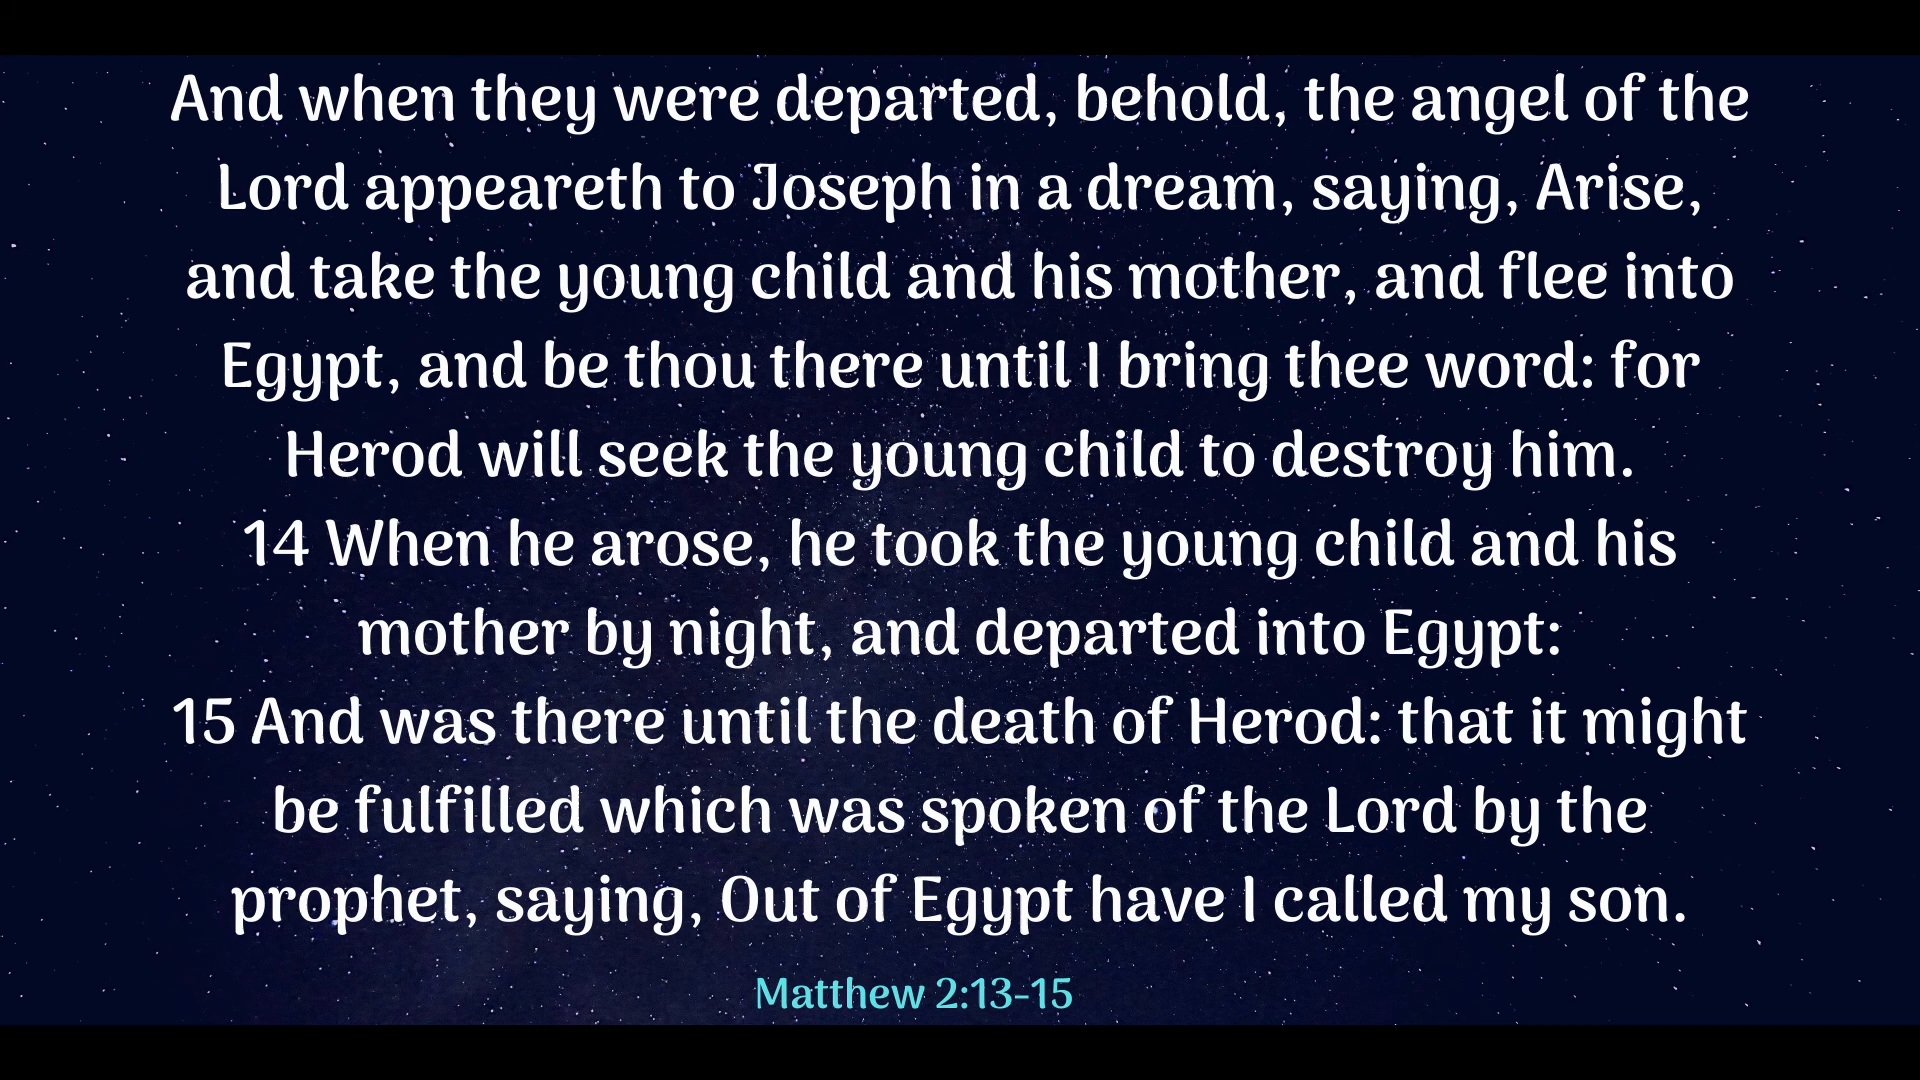 And when they were departed, behold, the angel of the
Lord appeareth to Joseph in a dream, saying, Arise,
and take the young child and his mother, and flee into
Egypt, and be thou there until I bring thee word: for
Herod will seek the young child to destroy him.
14 When he arose, he took the young child and his
mother by night, and departed into Egypt:
15 And was there until the death of Herod: that it might
be fulfilled which was spoken of the Lord by the
prophet, saying, Out of Egypt have I called my son.
Matthew 2:13-15